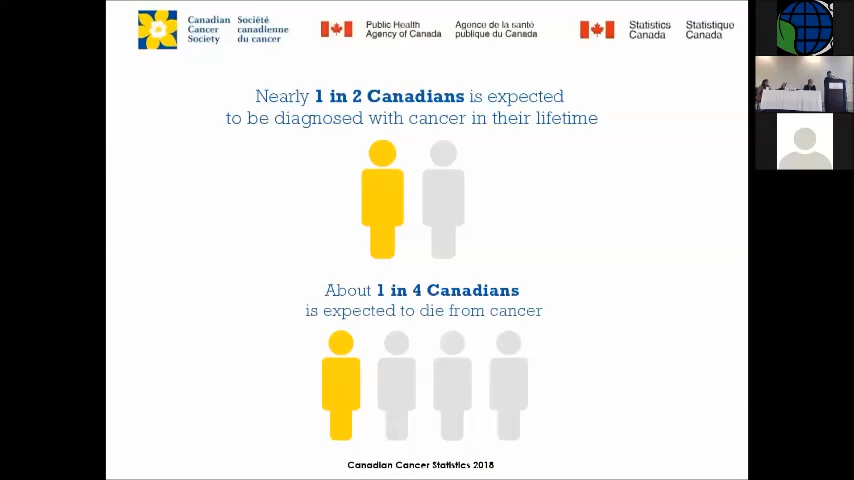 Canadian Cancer Society
Société canadienne du cancer
Public Health Agency of Canada
Agence de la santé publique du Canada
Statistics Canada
Statistique Canada
Nearly 1 in 2 Canadians is expected
to be diagnosed with cancer in their lifetime
About 1 in 4 Canadians
is expected to die from cancer
Canadian Cancer Statistics 2018